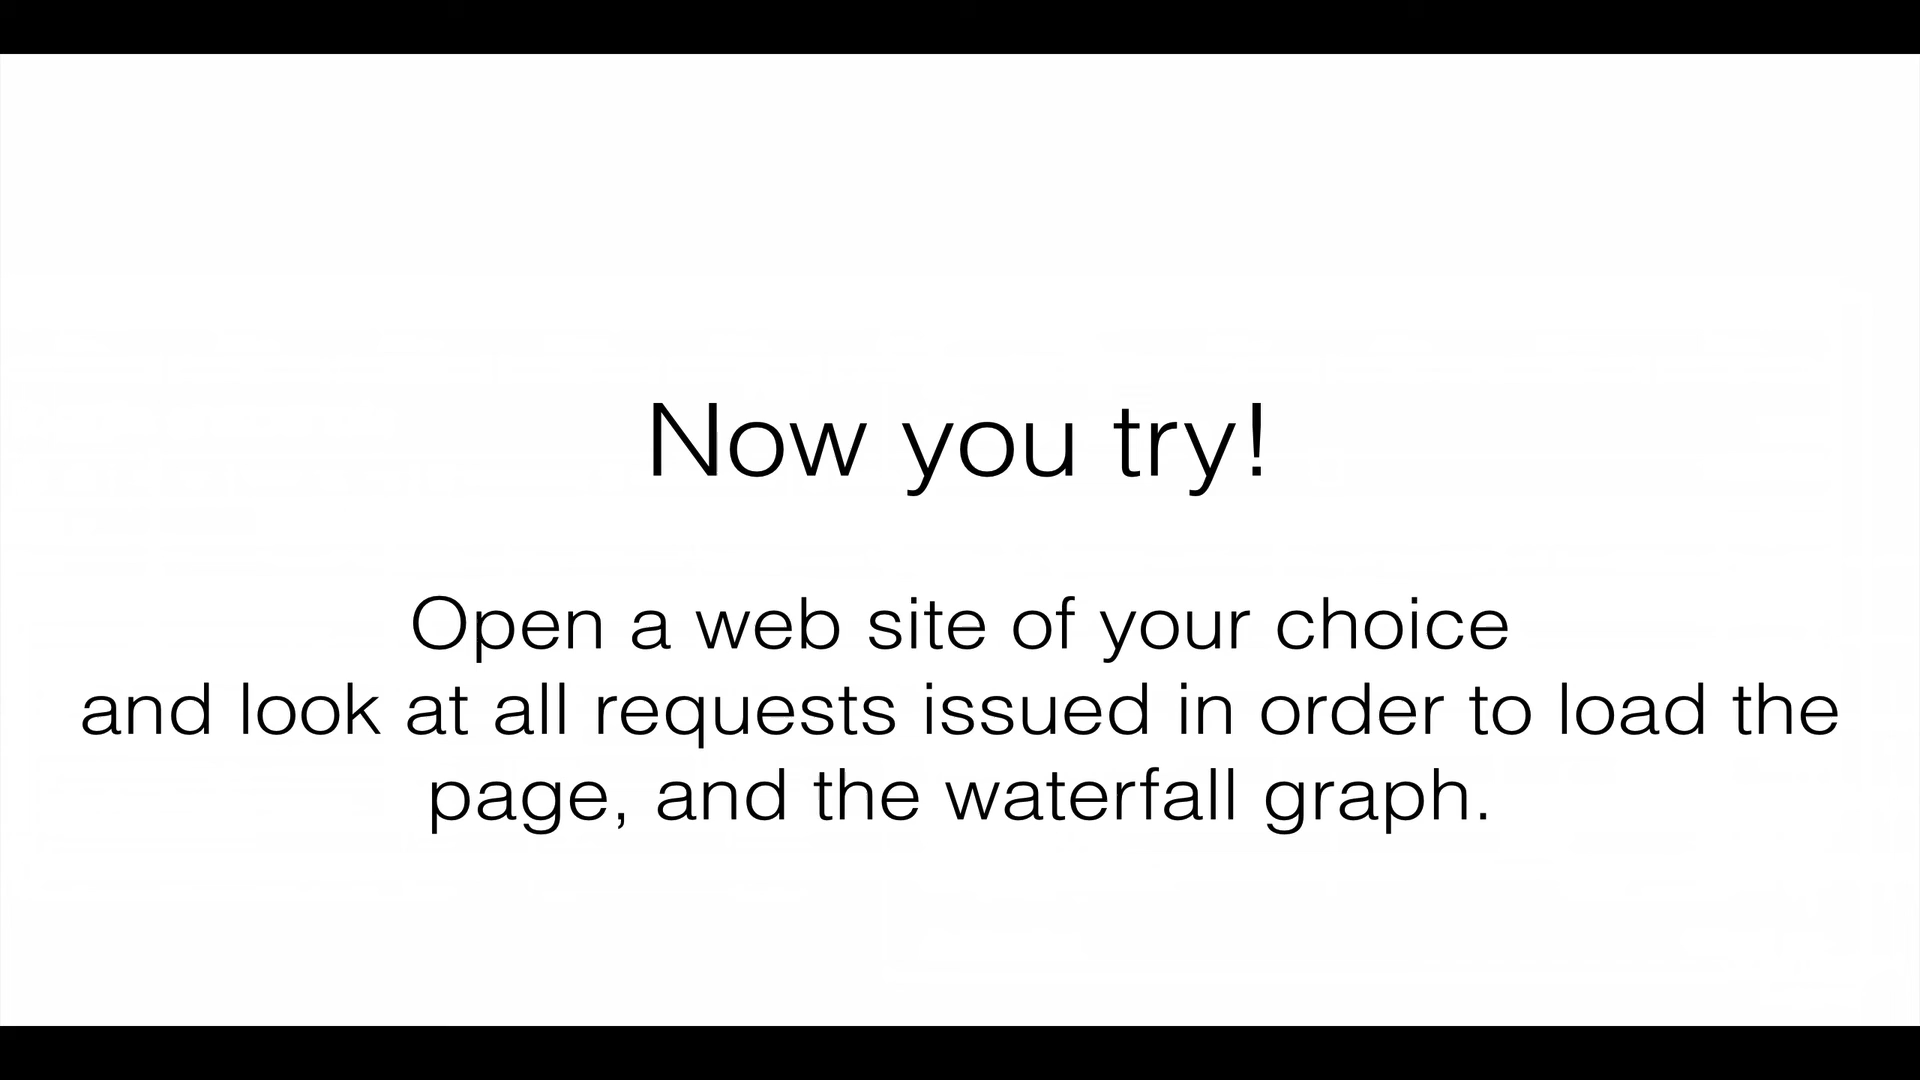 Now you try!
Open a web site of your choice
and look at all requests issued in order to load the
page, and the waterfall graph.